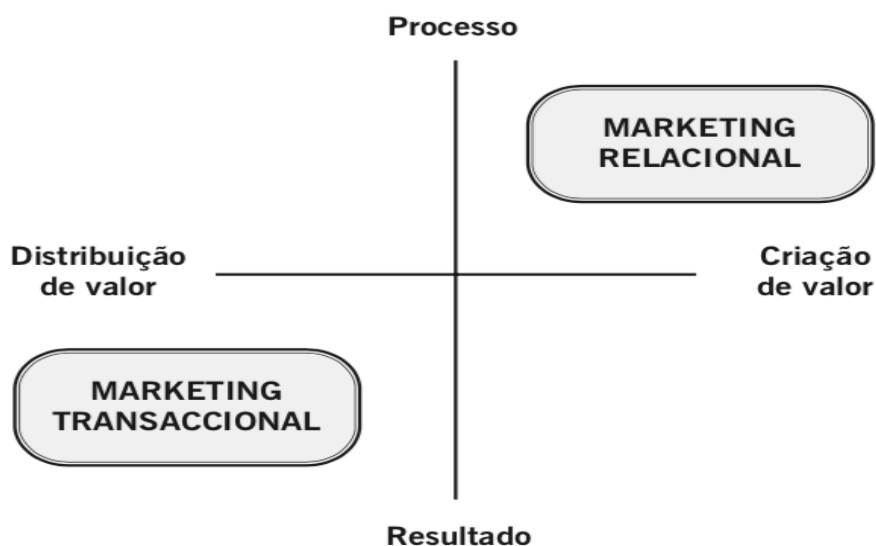 Processo
MARKETING
RELACIONAL
Distribuição
de valor
Criação
de valor
MARKETING
TRANSACCIONAL
Resultado